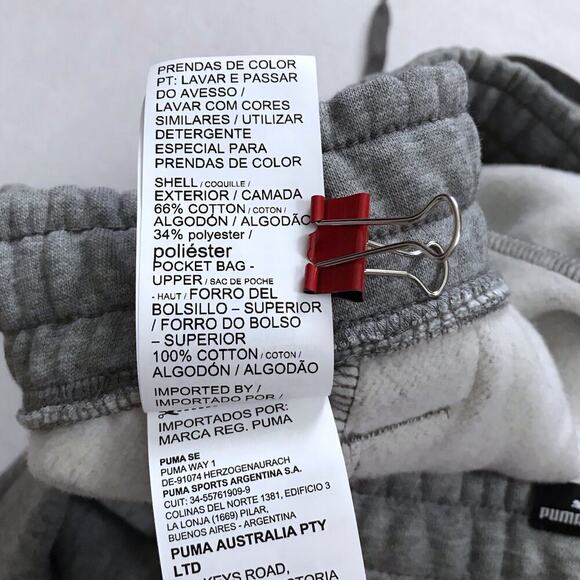 PRENDAS DE COLOR
PT: LAVAR E PASSAR
DO AVESSO /
LAVAR COM CORES
SIMILARES / UTILIZAR
DETERGENTE
ESPECIAL PARA
PRENDAS DE COLOR
SHELL / COQUILLE /
EXTERIOR / CAMADA
66% COTTON / COTON /
ALGODÓN / ALGODÃO
34% polyester /
poliéster
POCKET BAG -
UPPER / SAC DE POCHE
- HAUT / FORRO DEL
BOLSILLO – SUPERIOR
/ FORRO DO BOLSO
– SUPERIOR
100% COTTON / COTON /
ALGODÓN / ALGODÃO
IMPORTED BY /
IMPORTADO POR /
IMPORTADOS POR:
MARCA REG. PUMA
PUMA SE
PUMA WAY 1
DE-91074 HERZOGENAURACH
PUMA SPORTS ARGENTINA S.A.
CUIT: 34-55761909-9
COLINAS DEL NORTE 1381, EDIFICIO 3
LA LONJA (1669) PILAR,
BUENOS AIRES – ARGENTINA
PUMA AUSTRALIA PTY
LTD
KEYS ROAD,
PUMA